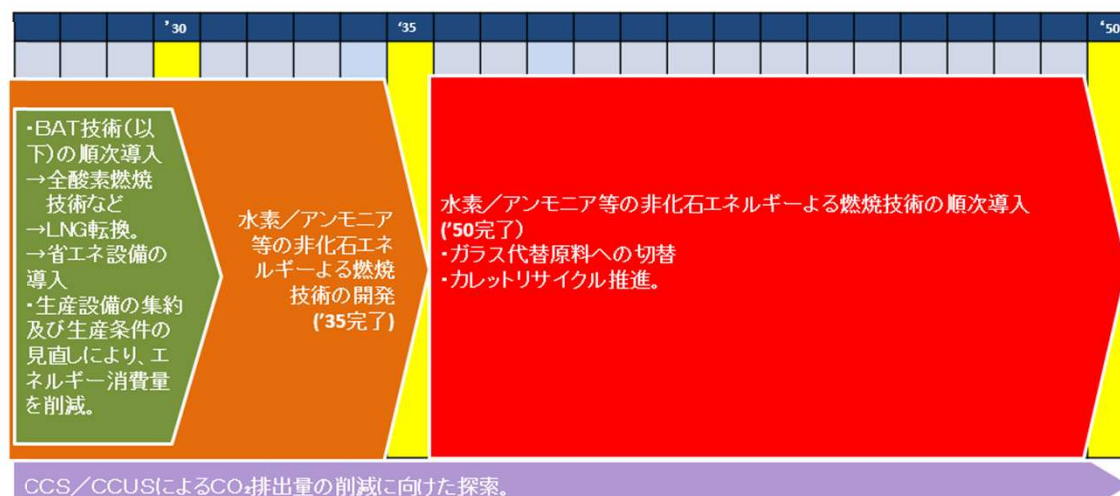 ’30 ‘35 ‘50
・BAT技術(以
下)の順次導入
→全酸素燃焼
技術など
→LNG転換。
→省エネ設備の
導入
・生産設備の集約
及び生産条件の
見直しにより、エ
ネルギー消費量
を削減。
水素／アンモニア
等の非化石エネ
ルギーよる燃焼
技術の開発
(’35完了)
水素／アンモニア等の非化石エネルギーよる燃焼技術の順次導入
(’50完了)
・ガラス代替原料への切替
・カレットリサイクル推進。
CCS／CCUSによるCO₂排出量の削減に向けた探索。